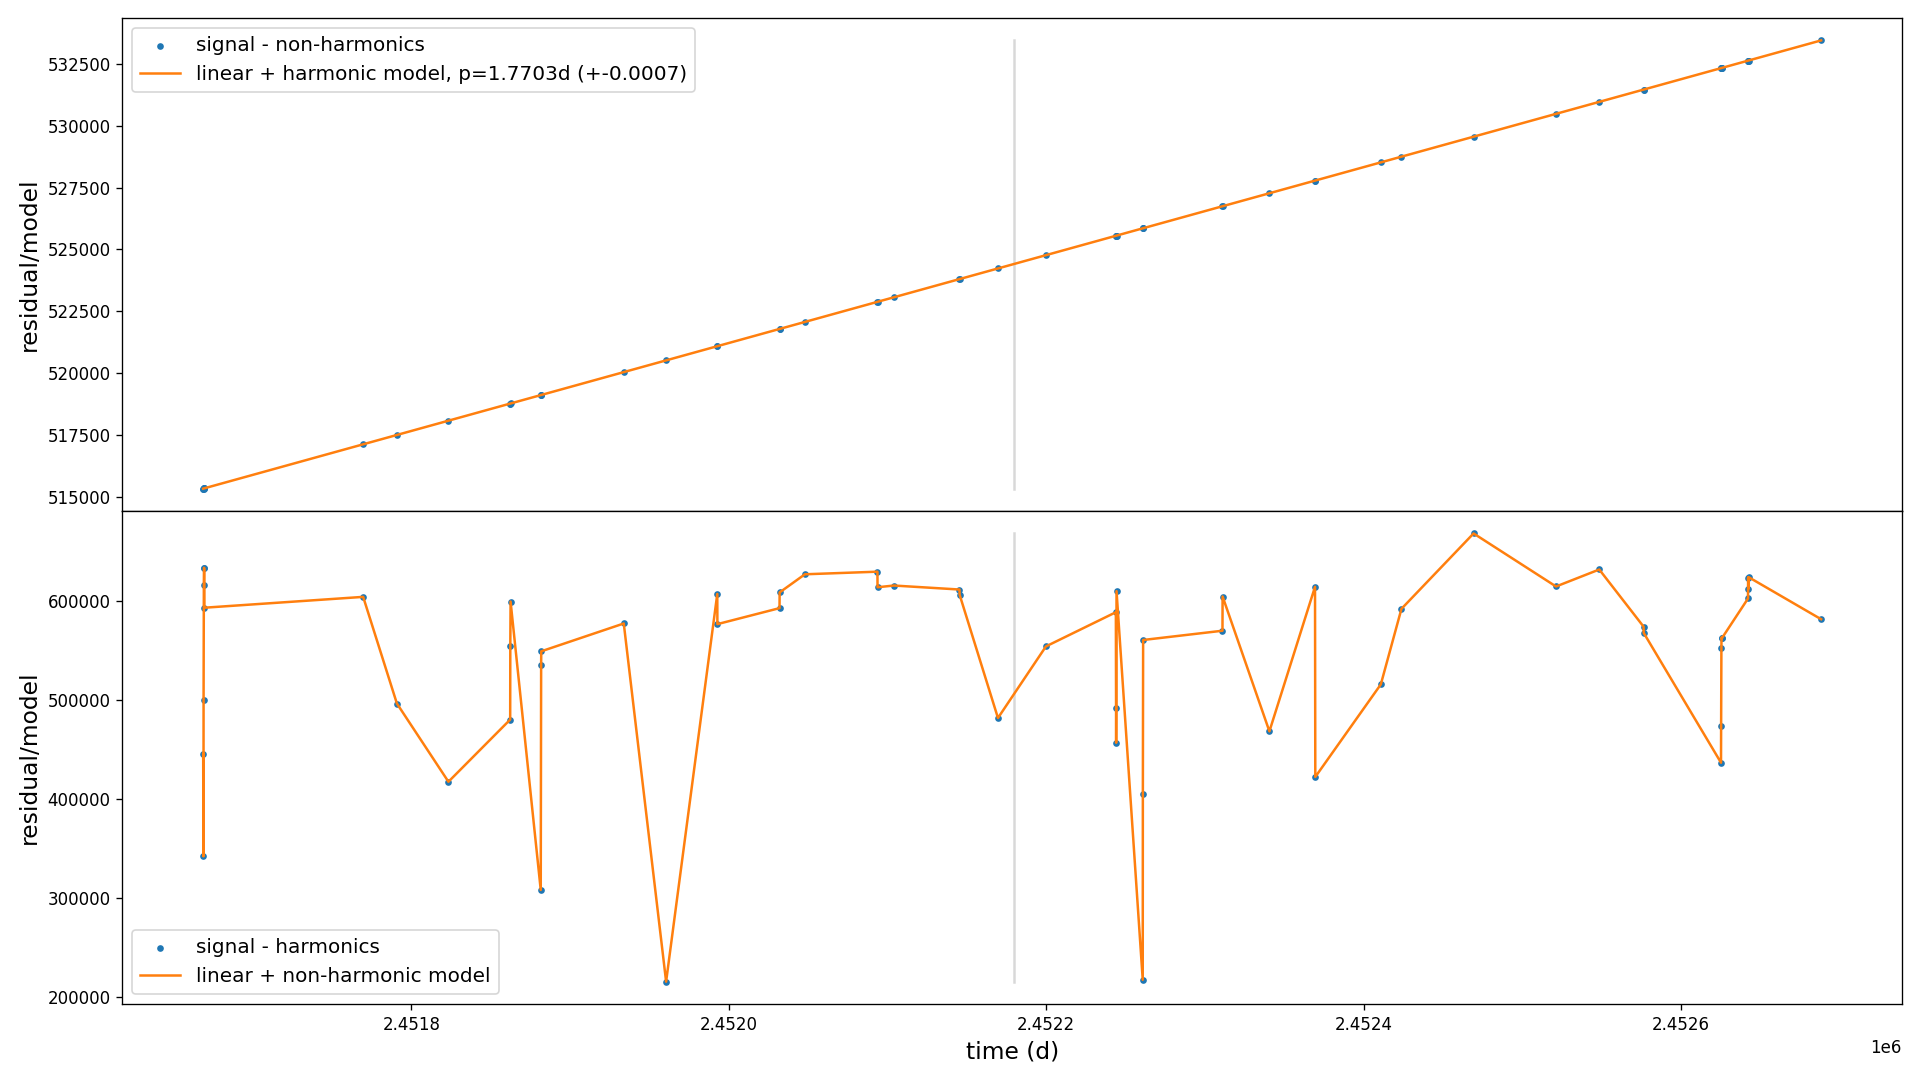 signal - non-harmonics
linear + harmonic model, p=1.7703d (+-0.0007)
residual/model
532500
530000
527500
525000
522500
520000
517500
515000
residual/model
600000
500000
400000
300000
200000
signal - harmonics
linear + non-harmonic model
2.4518
2.4520
2.4522
2.4524
2.4526
time (d)
1e6